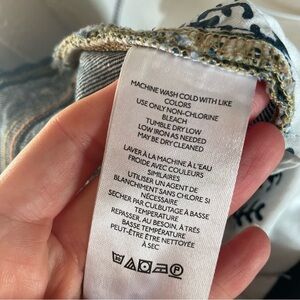 MACHINE WASH COLD WITH LIKE
COLORS
USE ONLY NON-CHLORINE
BLEACH
TUMBLE DRY LOW
LOW IRON AS NEEDED
MAY BE DRY CLEANED
LAVER À LA MACHINE À L'EAU
FROIDE AVEC COULEURS
SIMILAIRES
UTILISER UN AGENT DE
BLANCHIMENT SANS CHLORE SI
NÉCESSAIRE
SECHER PAR CULBUTAGE À BASSE
TEMPERATURE
REPASSER, AU BESOIN, À TRÈS
BASSE TEMPÉRATURE
PEUT-ÊTRE ÊTRE NETTOYÉE
À SEC